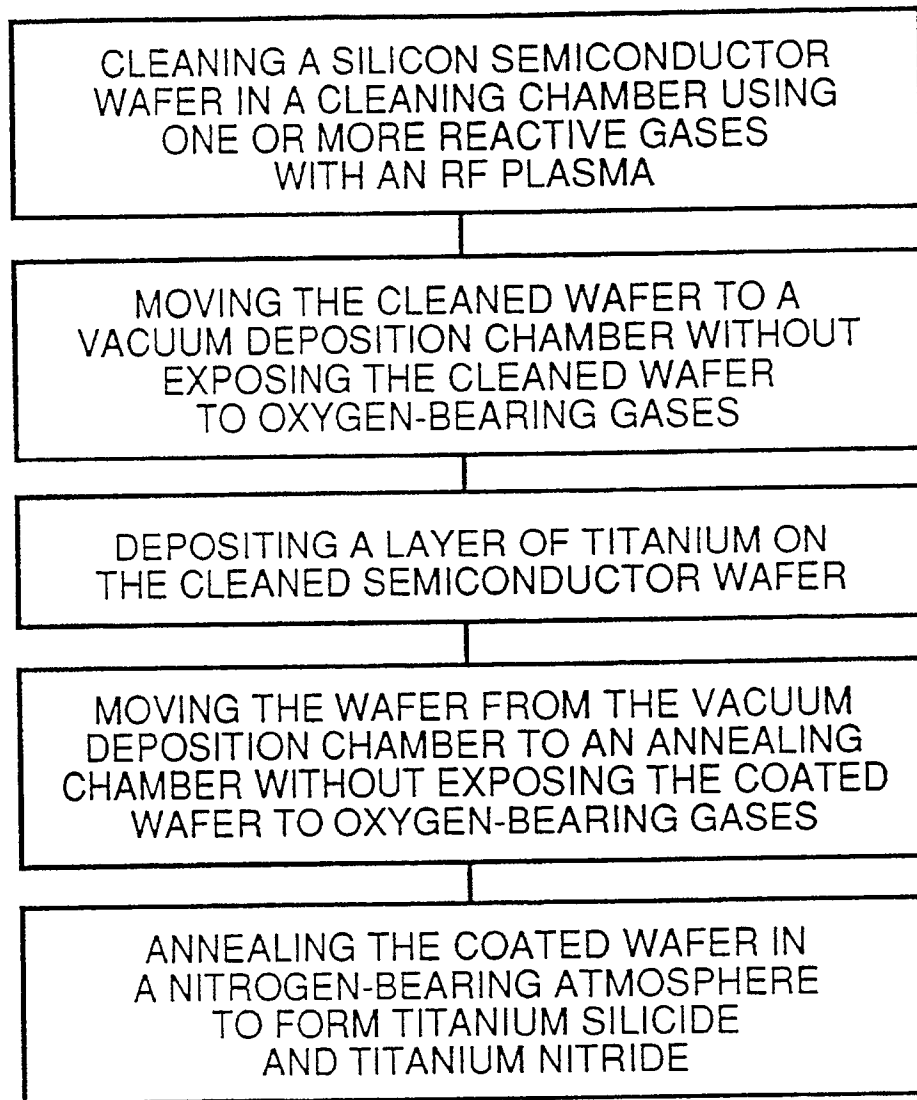 CLEANING A SILICON SEMICONDUCTOR
WAFER IN A CLEANING CHAMBER USING
ONE OR MORE REACTIVE GASES
WITH AN RF PLASMA
MOVING THE CLEANED WAFER TO A
VACUUM DEPOSITION CHAMBER WITHOUT
EXPOSING THE CLEANED WAFER
TO OXYGEN-BEARING GASES
DEPOSITING A LAYER OF TITANIUM ON
THE CLEANED SEMICONDUCTOR WAFER
MOVING THE WAFER FROM THE VACUUM
DEPOSITION CHAMBER TO AN ANNEALING
CHAMBER WITHOUT EXPOSING THE COATED
WAFER TO OXYGEN-BEARING GASES
ANNEALING THE COATED WAFER IN
A NITROGEN-BEARING ATMOSPHERE
TO FORM TITANIUM SILICIDE
AND TITANIUM NITRIDE